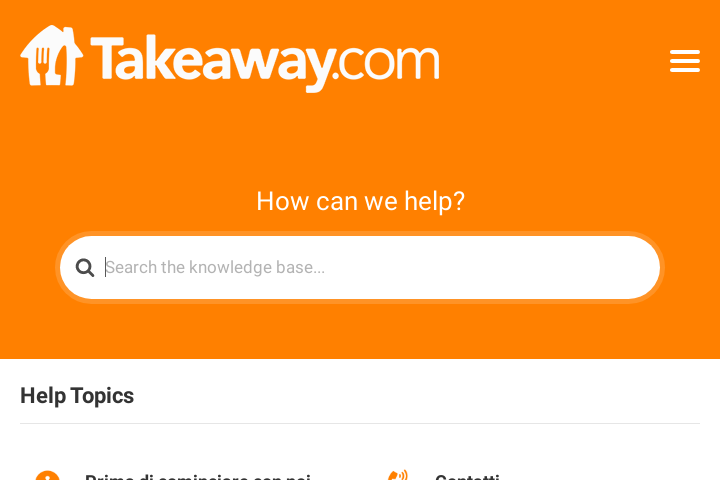 Takeaway.com
How can we help?
Search the knowledge base...
Help Topics
Prima di cominciare con noi
Contatti